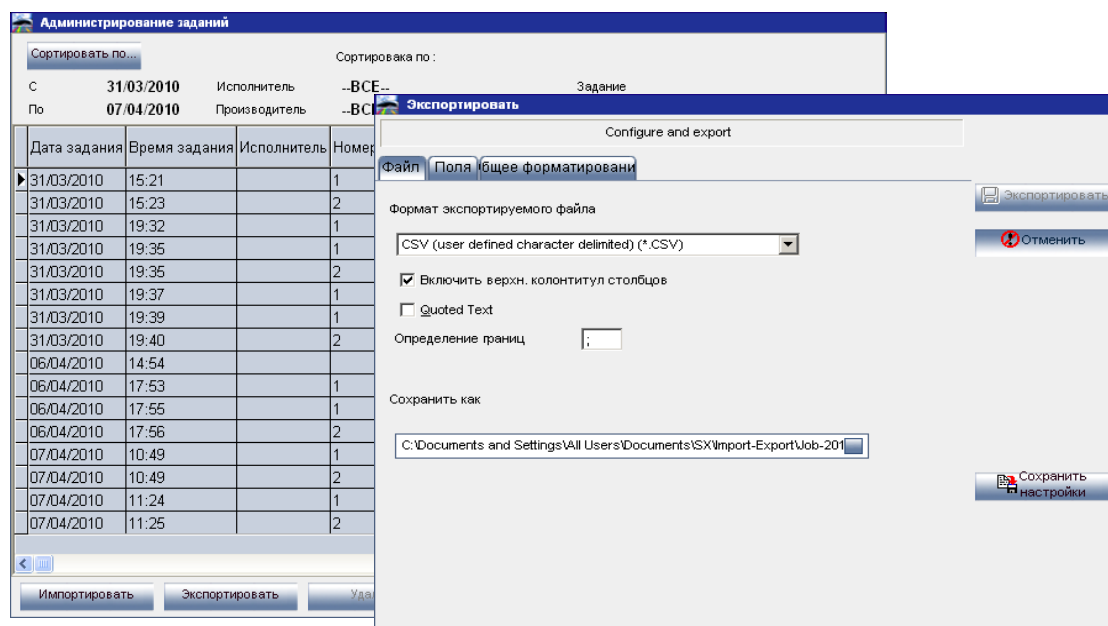 Администрирование заданий
Сортировать по...
Сортировака по :
С 31/03/2010 Исполнитель --ВСЕ-- Задание
По 07/04/2010 Производитель
Дата задания Время задания Исполнитель
31/03/2010 15:21 1
31/03/2010 15:23 2
31/03/2010 19:32 1
31/03/2010 19:35 1
31/03/2010 19:35 2
31/03/2010 19:37 1
31/03/2010 19:39 1
31/03/2010 19:40 2
06/04/2010 14:54
06/04/2010 17:53 1
06/04/2010 17:55 1
06/04/2010 17:56 2
07/04/2010 10:49 1
07/04/2010 10:49 2
07/04/2010 11:24 1
07/04/2010 11:25 2
Импортировать Экспортировать
Экспортировать
Configure and export
Файл Поля бщее форматировани
Формат экспортируемого файла
CSV (user defined character delimited) (*.CSV)
Включить верхн. колонтитул столбцов
Quoted Text
Определение границ ;
Сохранить как
C:\Documents and Settings\All Users\Documents\SX\Import-Export\Job-201
Экспортировать
Отменить
Сохранить
настройки